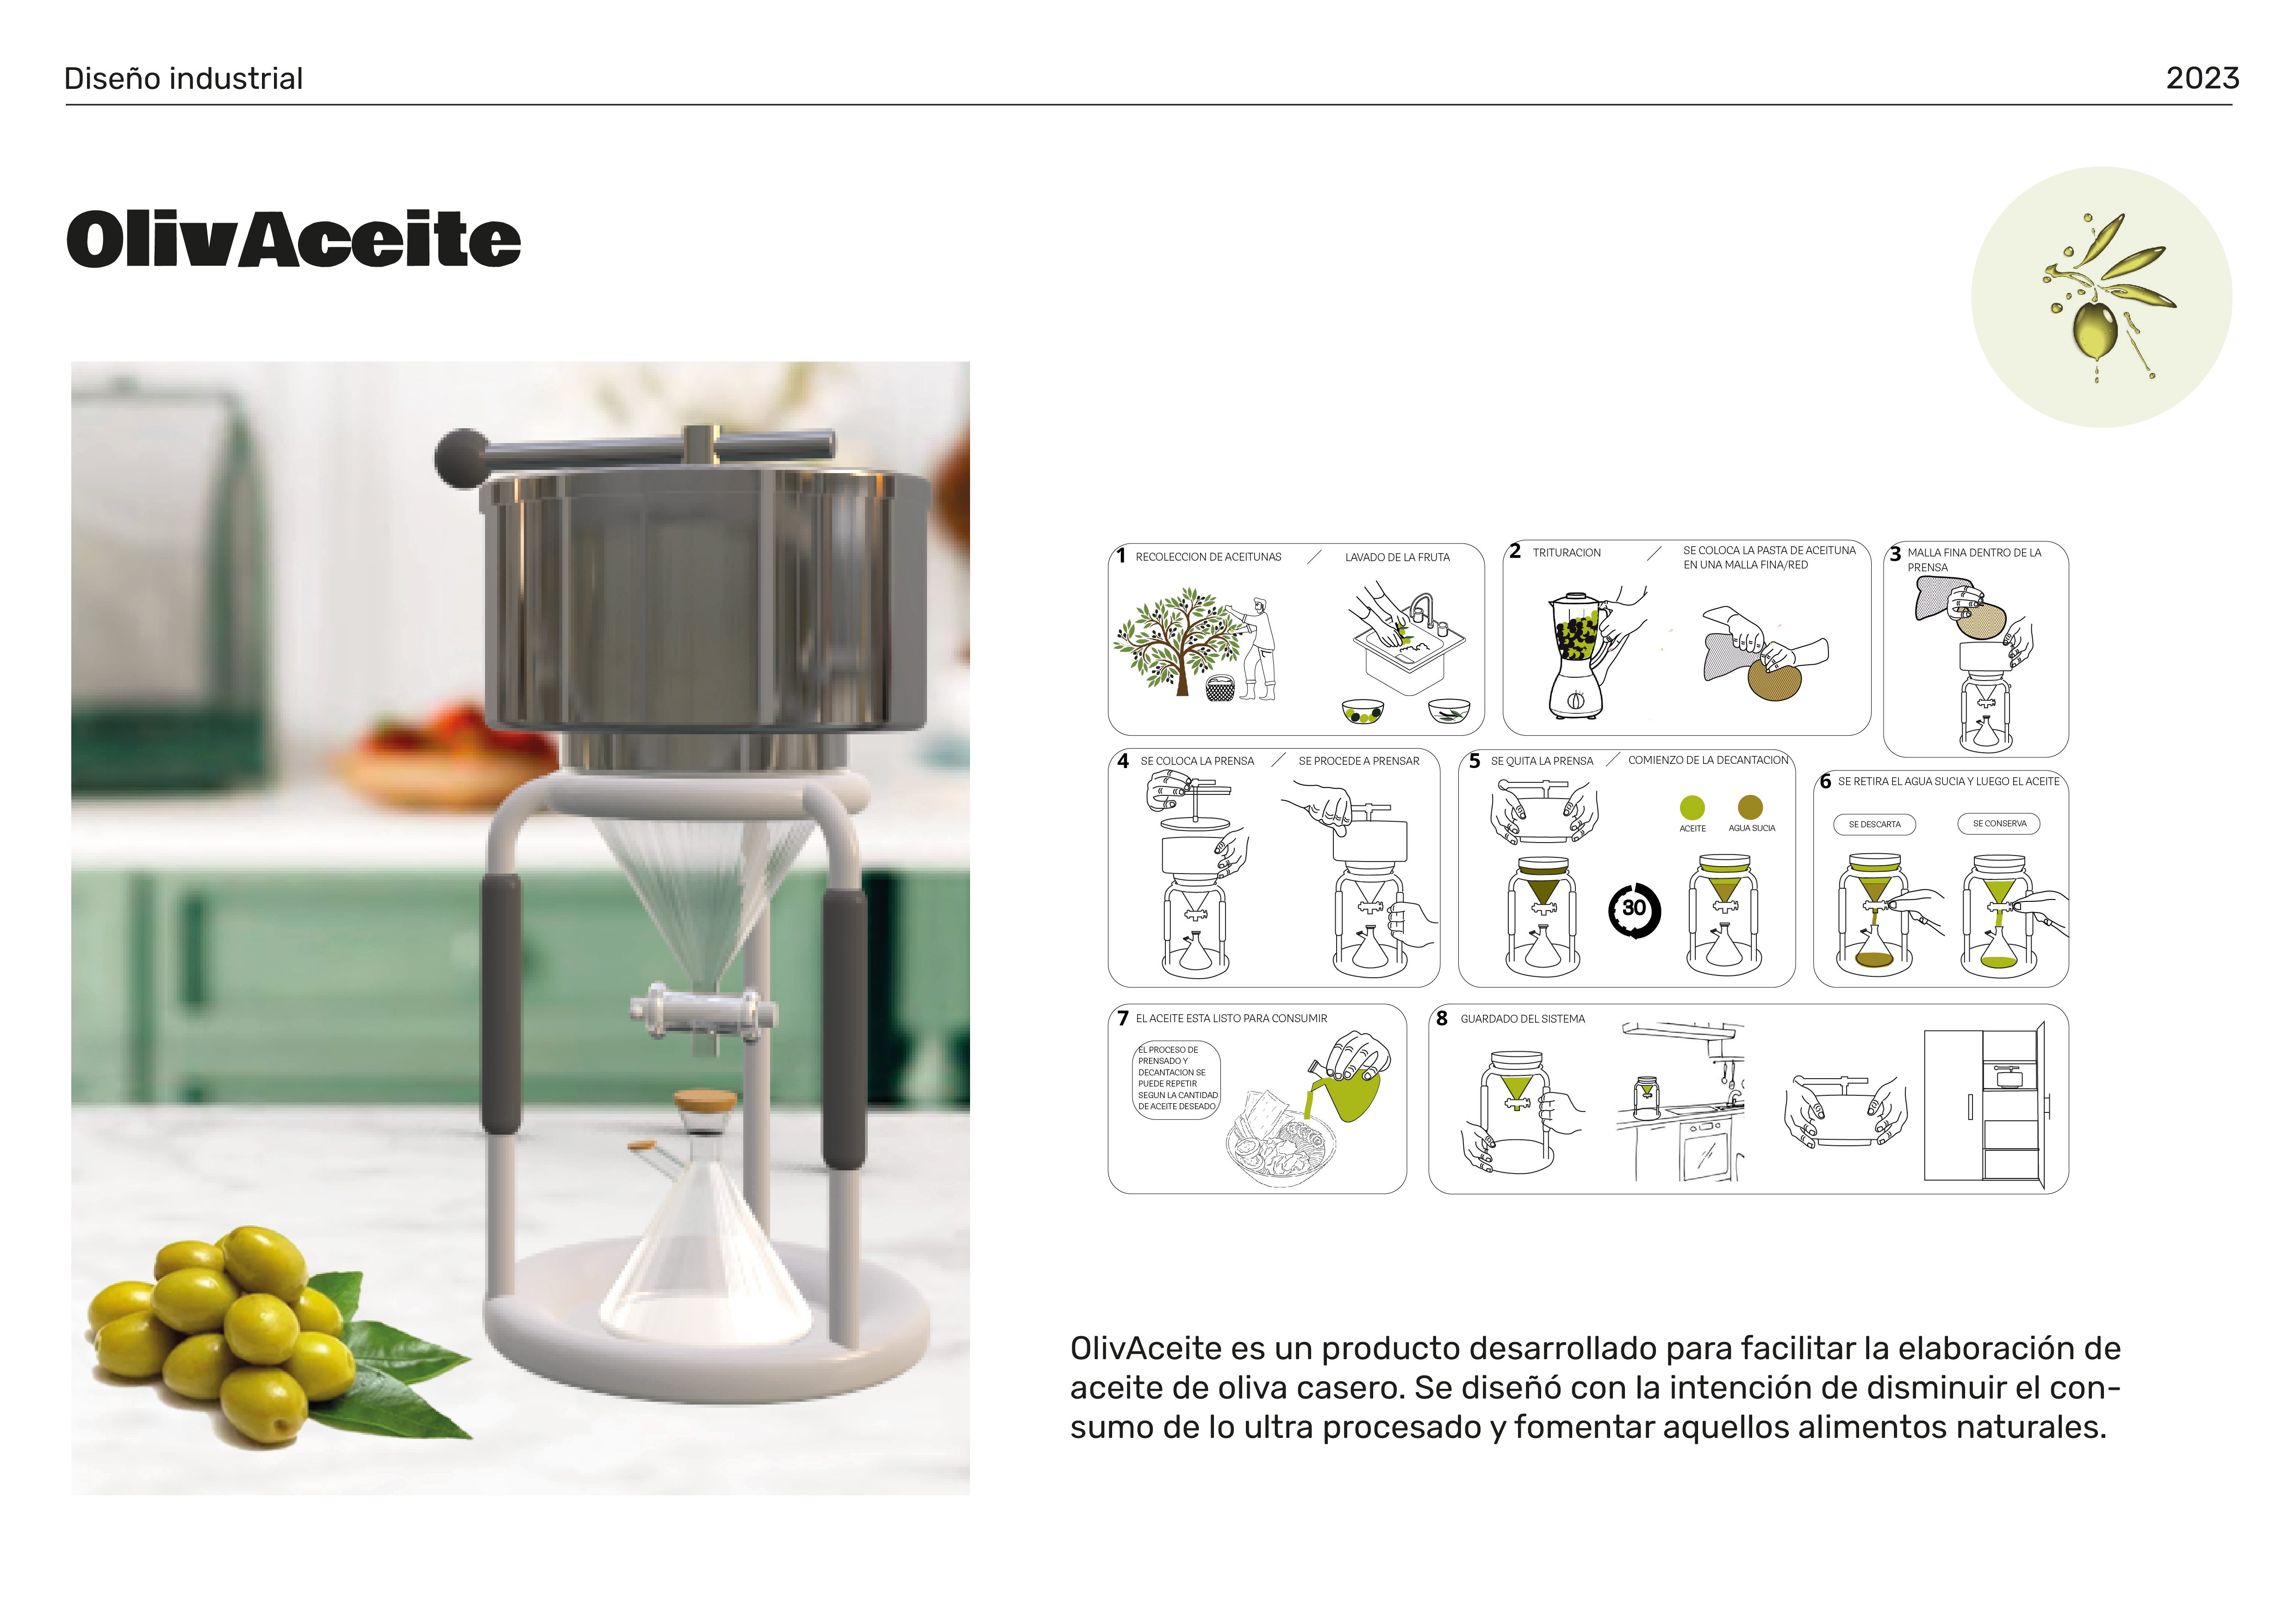 Diseño industrial
2023
OlivAceite
1 RECOLECCION DE ACEITUNAS / LAVADO DE LA FRUTA
2 TRITURACION / SE COLOCA LA PASTA DE ACEITUNA
EN UNA MALLA FINA/RED
3 MALLA FINA DENTRO DE LA
PRENSA
4 SE COLOCA LA PRENSA / SE PROCEDE A PRENSAR
5 SE QUITA LA PRENSA / COMIENZO DE LA DECANTACION
ACEITE
AGUA SUCIA
30
6 SE RETIRA EL AGUA SUCIA Y LUEGO EL ACEITE
SE DESCARTA
SE CONSERVA
7 EL ACEITE ESTA LISTO PARA CONSUMIR
EL PROCESO DE
PRENSADO Y
DECANTACION SE
PUEDE REPETIR
SEGUN LA CANTIDAD
DE ACEITE DESEADO
8 GUARDADO DEL SISTEMA
OlivAceite es un producto desarrollado para facilitar la elaboración de
aceite de oliva casero. Se diseñó con la intención de disminuir el con-
sumo de lo ultra procesado y fomentar aquellos alimentos naturales.